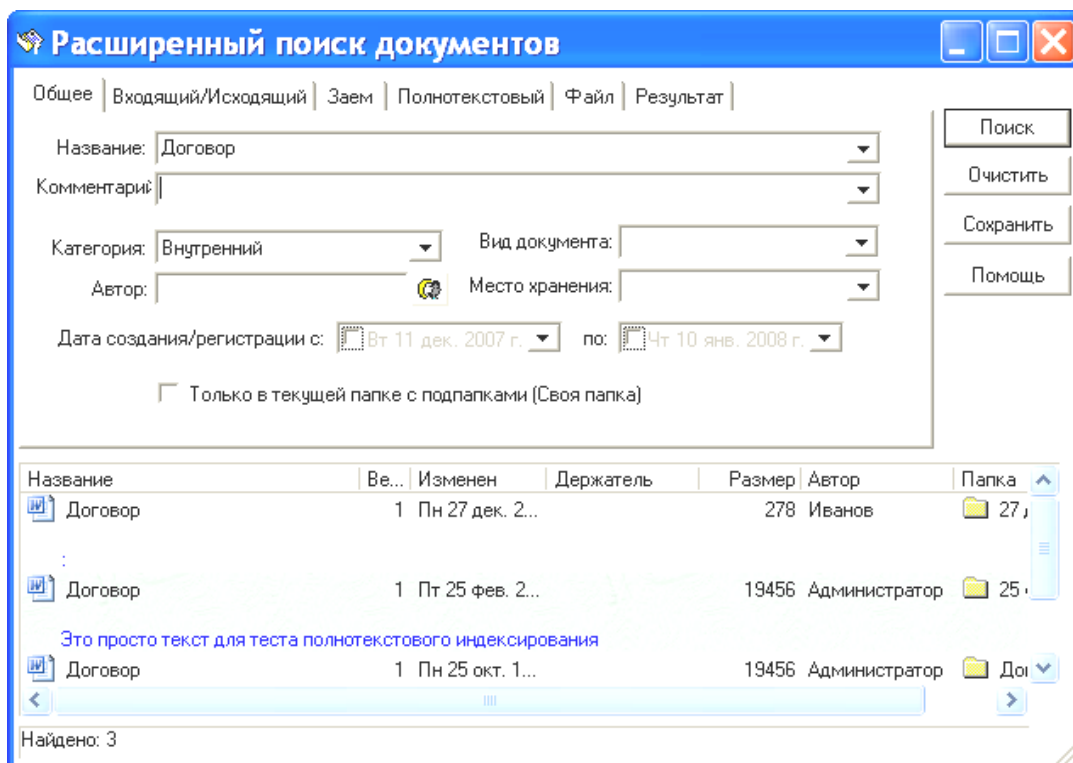 Расширенный поиск документов
Общее Входящий/Исходящий Заем Полнотекстовый Файл Результат
Поиск
Название: Договор
Очистить
Комментарий
Сохранить
Категория: Внутренний Вид документа:
Помощь
Автор: Место хранения:
Дата создания/регистрации с: Вт 11 дек. 2007 г. по: Чт 10 янв. 2008 г.
Только в текущей папке с подпапками (Своя папка)
Название Ве... Изменен Держатель Размер Автор Папка
Договор 1 Пн 27 дек. 2... 278 Иванов 27
:
Договор 1 Пт 25 фев. 2... 19456 Администратор 25
Это просто текст для теста полнотекстового индексирования
Договор 1 Пн 25 окт. 1... 19456 Администратор
Найдено: 3